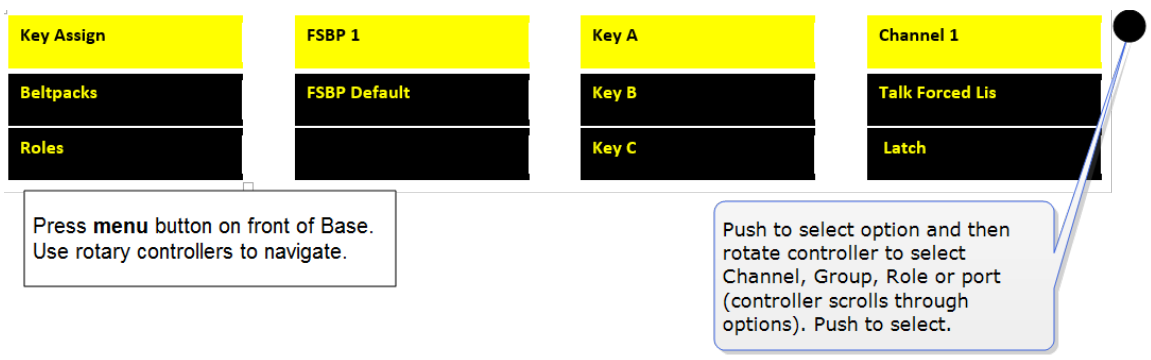 Key Assign FSBP 1 Key A Channel 1
Beltpacks FSBP Default Key B Talk Forced Lis
Roles Key C Latch
Press menu button on front of Base.
Use rotary controllers to navigate.
Push to select option and then
rotate controller to select
Channel, Group, Role or port
(controller scrolls through
options). Push to select.